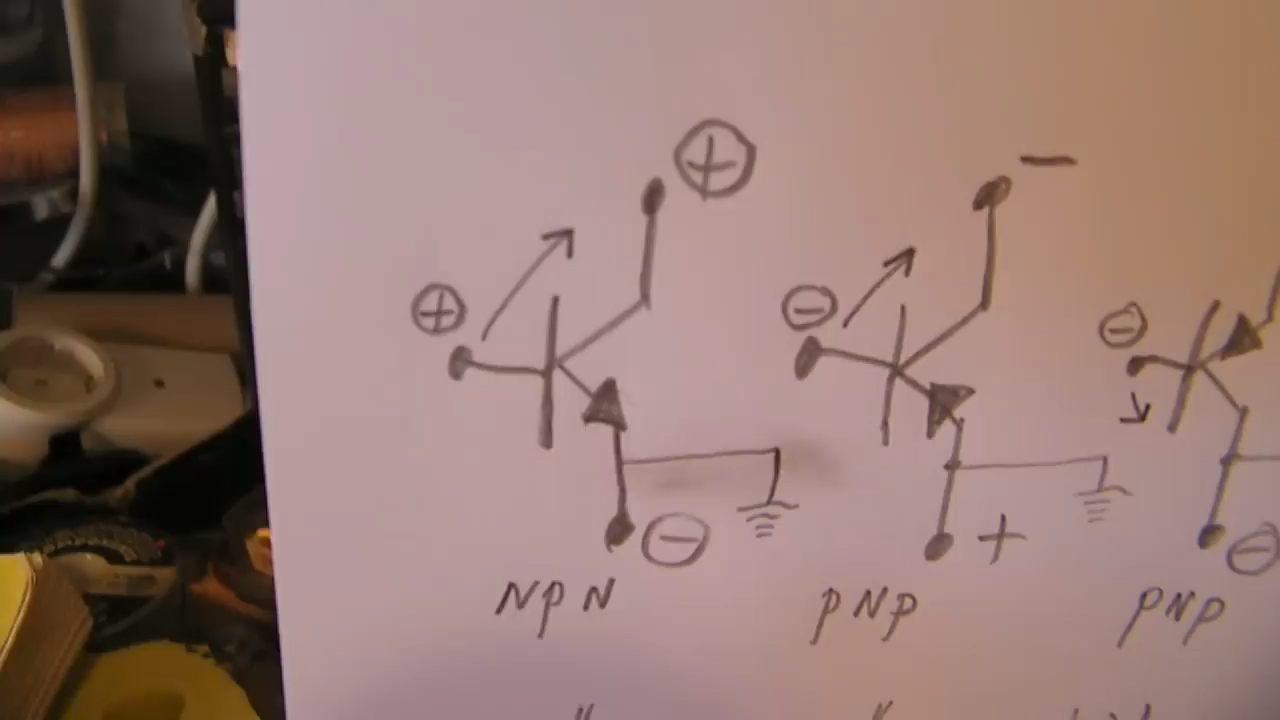 ⊕
−
⊕ ⊖ ⊖
⊖ + ⊖
NPN PNP PNP